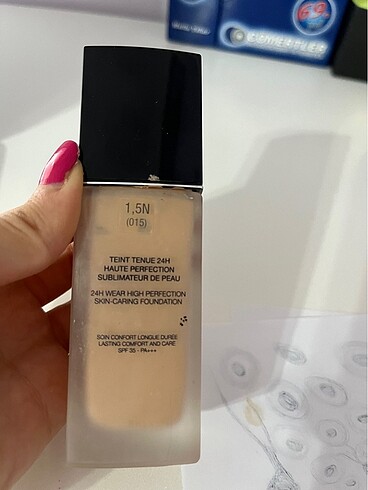 1,5N
(015)
TEINT TENUE 24H
HAUTE PERFECTION
SUBLIMATEUR DE PEAU
24H WEAR HIGH PERFECTION
SKIN-CARING FOUNDATION
SOIN CONFORT LONGUE DUREE
LASTING COMFORT AND CARE
SPF 35 - PA+++